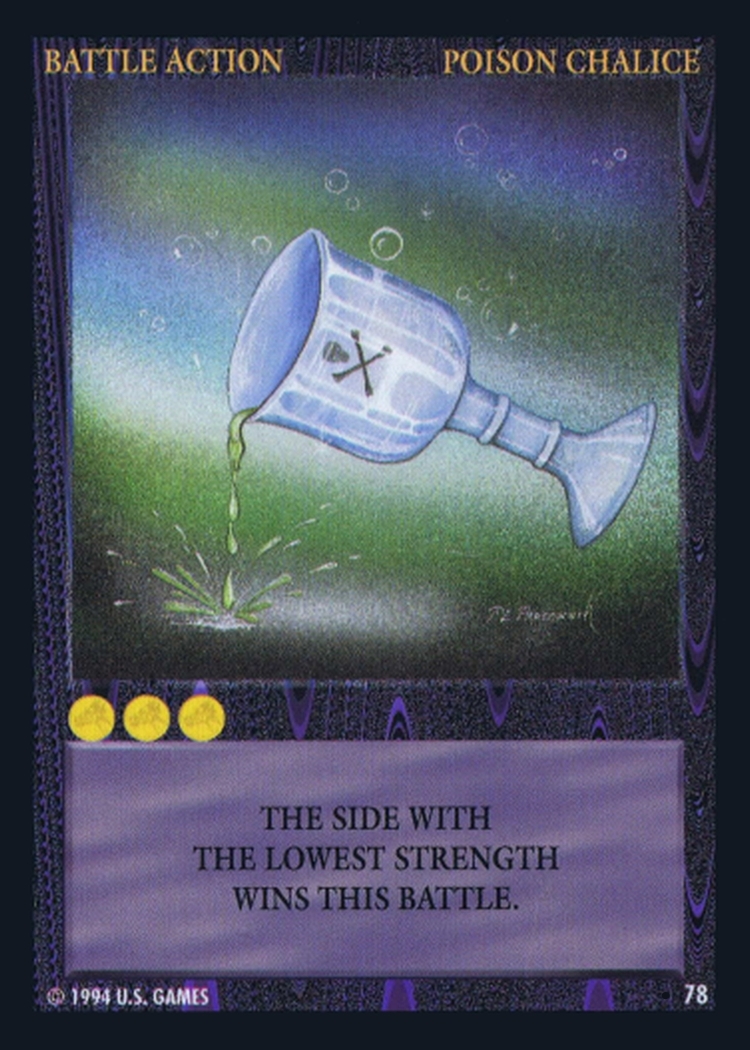 BATTLE ACTION
POISON CHALICE
THE SIDE WITH
THE LOWEST STRENGTH
WINS THIS BATTLE.
© 1994 U.S. GAMES
78